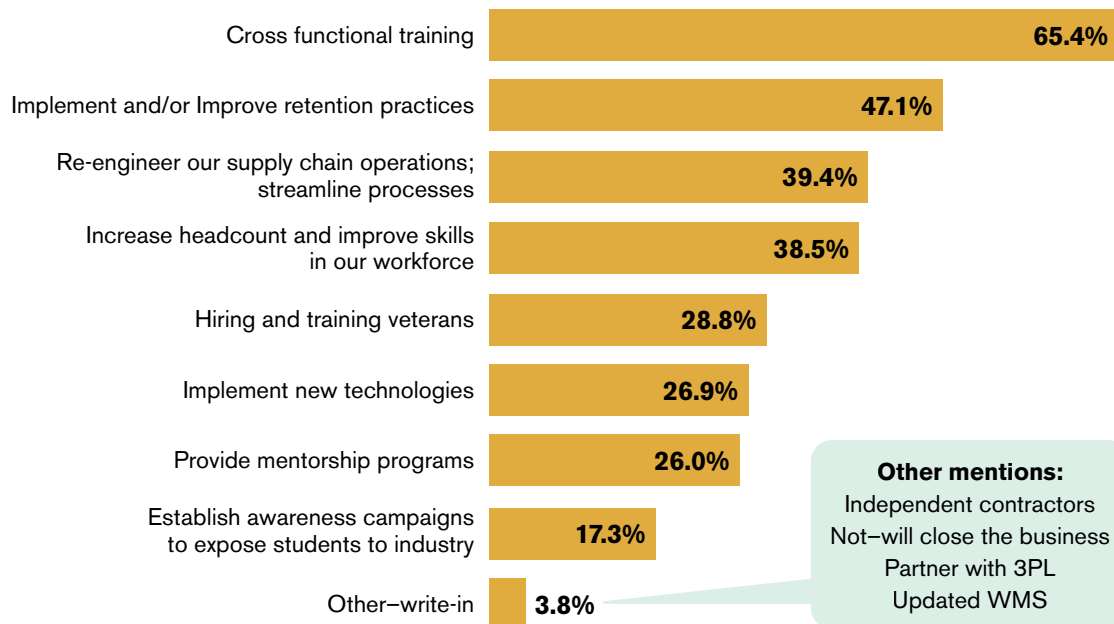 Cross functional training
65.4%
Implement and/or Improve retention practices
47.1%
Re-engineer our supply chain operations;
streamline processes
39.4%
Increase headcount and improve skills
in our workforce
38.5%
Hiring and training veterans
28.8%
Implement new technologies
26.9%
Provide mentorship programs
26.0%
Establish awareness campaigns
to expose students to industry
17.3%
Other–write-in
3.8%
Other mentions:
Independent contractors
Not–will close the business
Partner with 3PL
Updated WMS